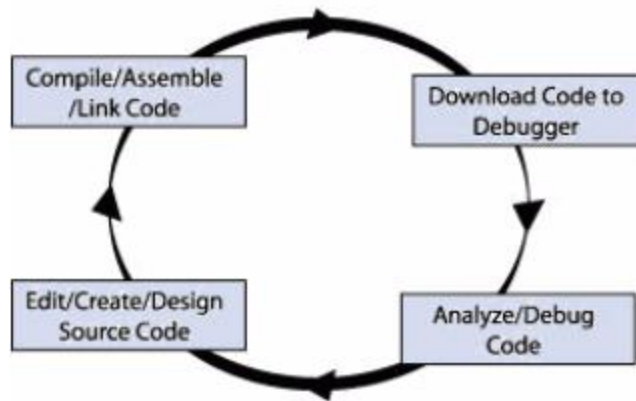 Compile/Assemble
/Link Code
Download Code to
Debugger
Edit/Create/Design
Source Code
Analyze/Debug
Code